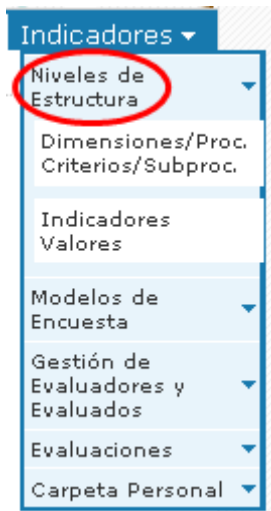 Indicadores
Niveles de
Estructura
Dimensiones/Proc.
Criterios/Subproc.
Indicadores
Valores
Modelos de
Encuesta
Gestión de
Evaluadores y
Evaluados
Evaluaciones
Carpeta Personal